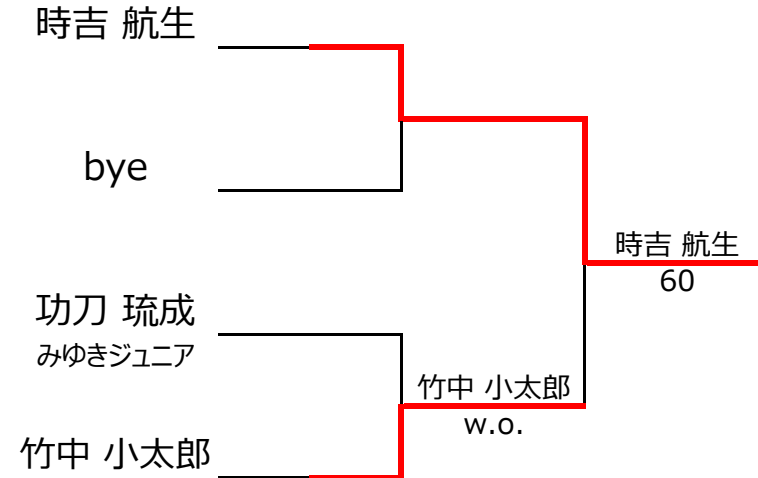 時吉 航生
bye
時吉 航生
60
功刀 琉成
みゆきジュニア
竹中 小太郎
w.o.
竹中 小太郎